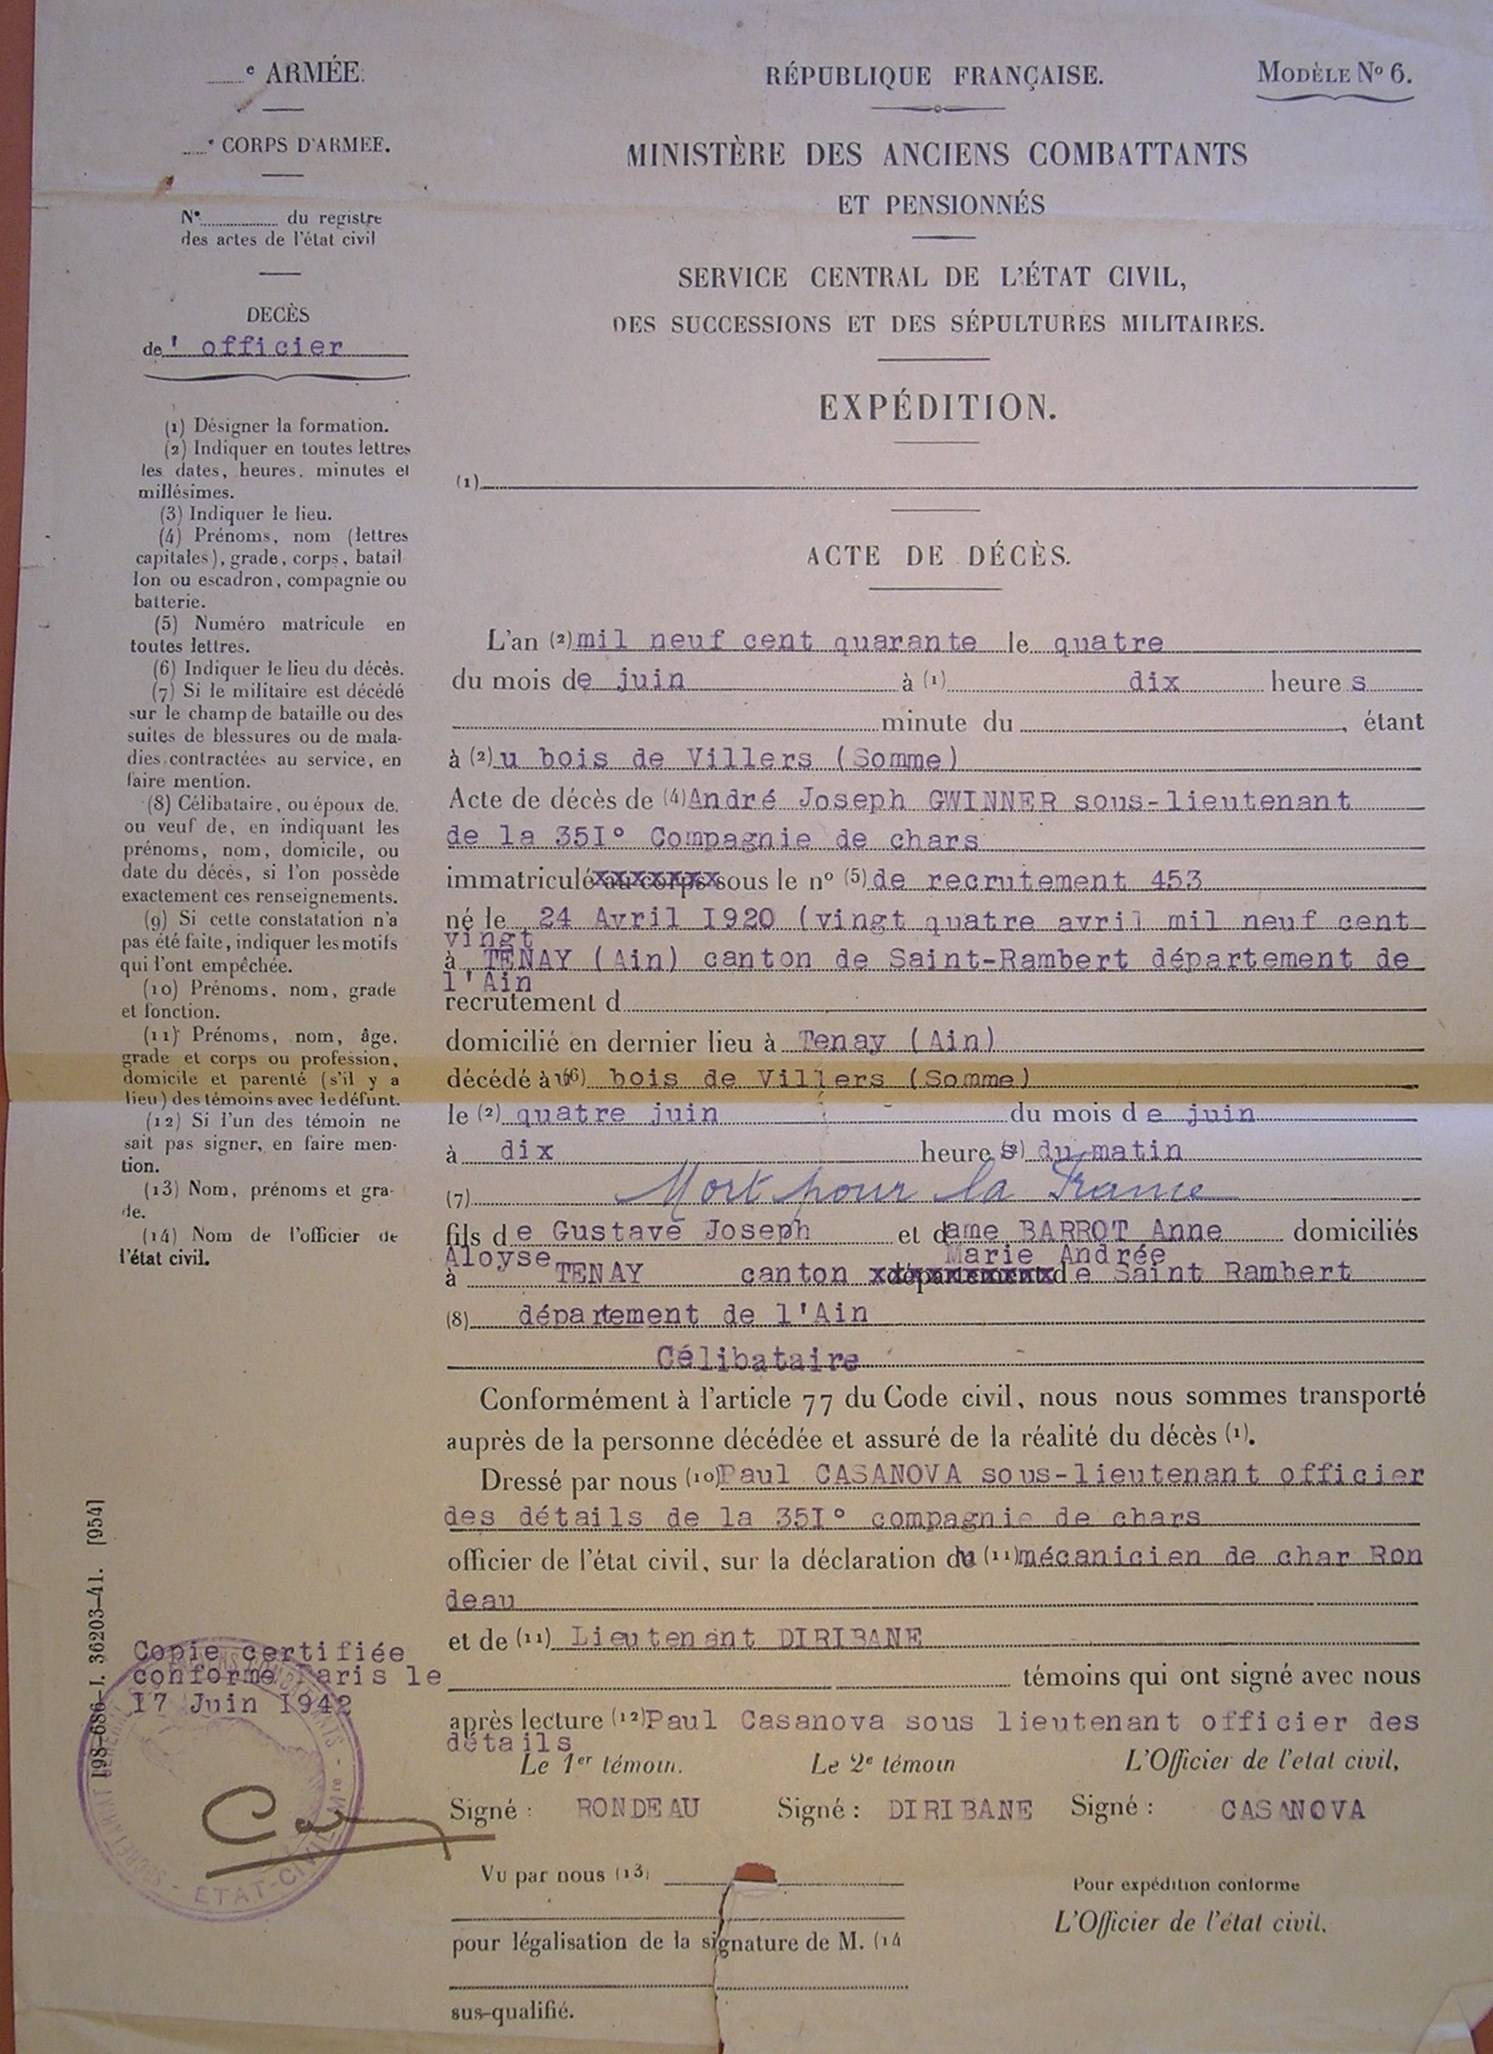 e ARMÉE.
e CORPS D'ARMÉE.
N° du registre
des actes de l'état civil
DECÈS
de' officier
(1) Désigner la formation.
(2) Indiquer en toutes lettres
les dates, heures, minutes et
millésimes.
(3) Indiquer le lieu.
(4) Prénoms, nom (lettres
capitales), grade, corps, batail
lon ou escadron, compagnie ou
batterie.
(5) Numéro matricule en
toutes lettres.
(6) Indiquer le lieu du décès.
(7) Si le militaire est décédé
sur le champ de bataille ou des
suites de blessures ou de mala-
dies contractées au service, en
faire mention.
(8) Célibataire, ou époux de,
ou veuf de, en indiquant les
prénoms, nom, domicile, ou
date du décès, si l'on possède
exactement ces renseignements.
(9) Si cette constatation n'a
pas été faite, indiquer les motifs
qui l'ont empêchée.
(10) Prénoms, nom, grade
et fonction.
(11) Prénoms, nom, âge,
grade et corps ou profession,
domicile et parenté (s'il y a
lieu) des témoins avec le défunt.
(12) Si l'un des témoin ne
sait pas signer, en faire men-
tion.
(13) Nom, prénoms et gra-
de.
(14) Nom de l'officier de
l'état civil.
198-686-J. 36203-41. [954]
Copie certifiée
conforme Paris le
17 Juin 1942
ETAT-CIVIL
RÉPUBLIQUE FRANÇAISE.
MODÈLE N° 6.
MINISTÈRE DES ANCIENS COMBATTANTS
ET PENSIONNÉS
SERVICE CENTRAL DE L'ÉTAT CIVIL,
DES SUCCESSIONS ET DES SÉPULTURES MILITAIRES.
EXPÉDITION.
(1)
ACTE DE DÉCÈS.
L'an (2) mil neuf cent quarante le quatre
du mois de juin à (1) dix heure s
minute du , étant
à (2) u bois de Villers (Somme)
Acte de décès de (4) André Joseph GWINNER sous-lieutenant
de la 35I° Compagnie de chars
immatriculé au corps sous le n° (5) de recrutement 453
né le 24 Avril I920 (vingt quatre avril mil neuf cent
vingt
à TENAY (Ain) canton de Saint-Rambert département de
l'Ain
recrutement d
domicilié en dernier lieu à Tenay (Ain)
décédé à u (6) bois de Villers (Somme)
le (2) quatre juin du mois d e juin
à dix heure s (2) du matin
(7) Mort pour la France
fils d e Gustave Joseph et dame BARROT Anne domiciliés
Aloyse Marie Andrée
à TENAY canton département de Saint Rambert
(8) département de l'Ain
Célibataire
Conformément à l'article 77 du Code civil, nous nous sommes transporté
auprès de la personne décédée et assuré de la réalité du décès (1).
Dressé par nous (10) Paul CASANOVA sous-lieutenant officier
des détails de la 35I° compagnie de chars
officier de l'état civil, sur la déclaration du (11) mécanicien de char Ron
deau
et de (11) Lieutenant DIRIBANE
témoins qui ont signé avec nous
après lecture (12) Paul Casanova sous lieutenant officier des
détails
Le 1er témoin. Le 2e témoin L'Officier de l'etat civil,
Signé : RONDEAU Signé : DIRIBANE Signé : CASANOVA
Vu par nous (13)
Pour expédition conforme
L'Officier de l'état civil.
pour légalisation de la signature de M. (14
sus-qualifié.